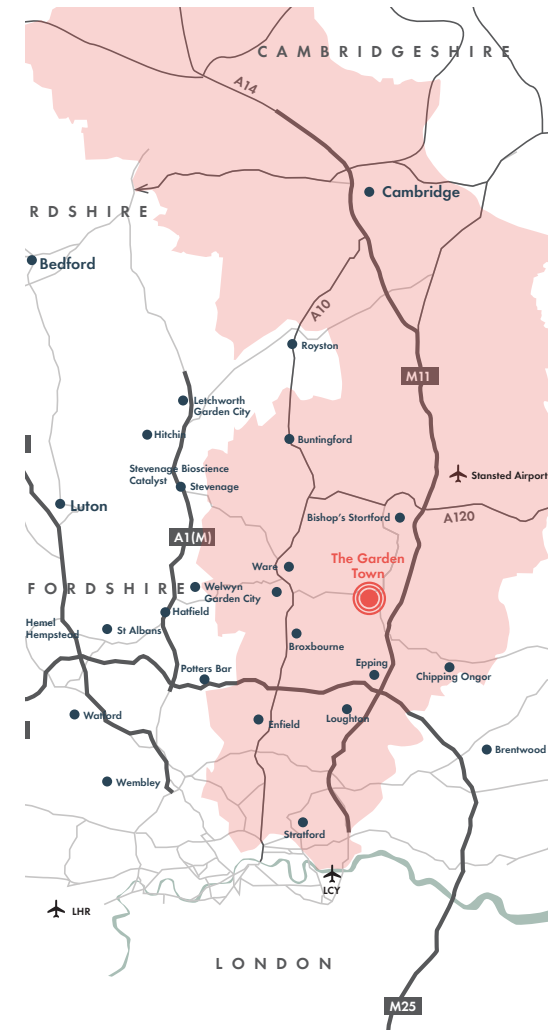 CAMBRIDGESHIRE
A14
Cambridge
RDSHIRE
Bedford
A10
Royston
M11
Letchworth
Garden City
Hitchin
Buntingford
Stevenage Bioscience
Catalyst
Stevenage
Stansted Airport
Luton
Bishop's Stortford
A120
A1(M)
The Garden
Town
Ware
FORDSHIRE
Welwyn
Garden City
Hatfield
Hemel
Hempstead
St Albans
Broxbourne
Epping
Potters Bar
Chipping Ongor
Watford
Enfield
Loughton
Brentwood
Wembley
Stratford
LCY
LHR
LONDON
M25